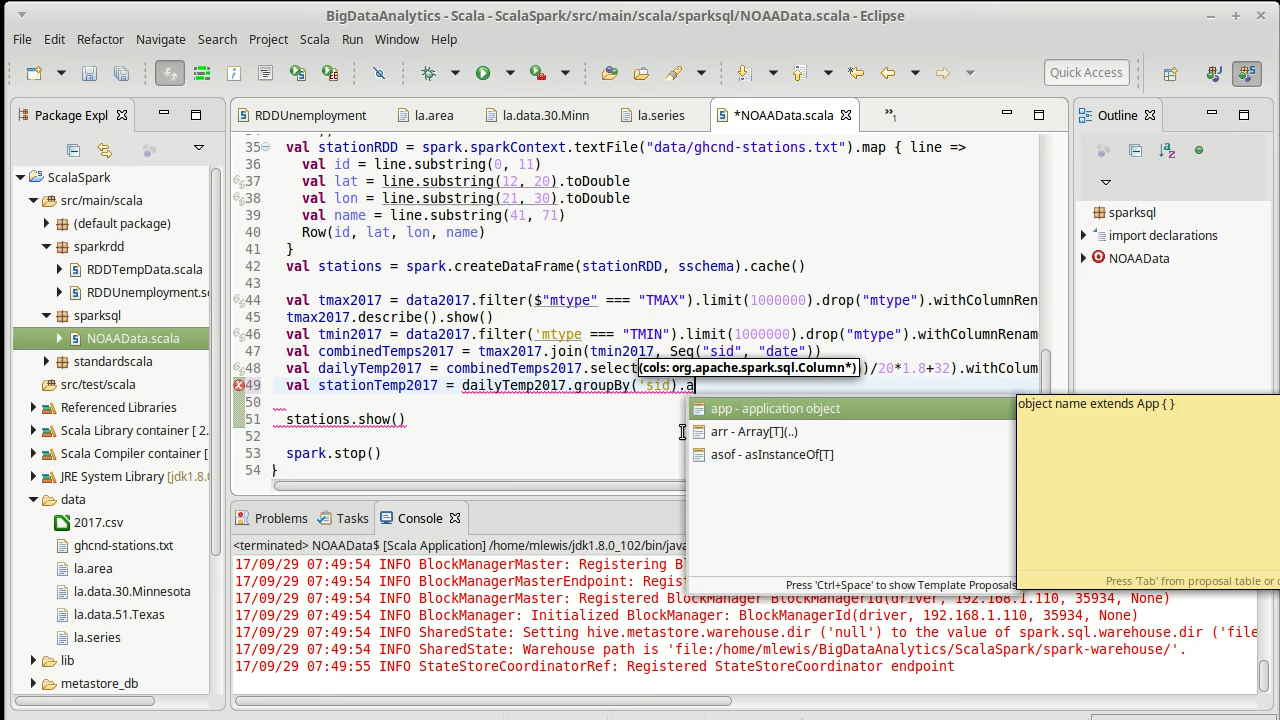 BigDataAnalytics - Scala - ScalaSpark/src/main/scala/sparksql/NOAAData.scala - Eclipse
File Edit Refactor Navigate Search Project Scala Run Window Help
Quick Access
Package Expl
ScalaSpark
src/main/scala
(default package)
sparkrdd
RDDTempData.scala
RDDUnemployment.sc
sparksql
NOAAData.scala
standardscala
src/test/scala
Referenced Libraries
Scala Library container [ 2.
Scala Compiler container [
JRE System Library [jdk1.8.0
data
2017.csv
ghcnd-stations.txt
la.area
la.data.30.Minnesota
la.data.51.Texas
la.series
lib
metastore_db
RDDUnemployment la.area la.data.30.Minn la.series *NOAAData.scala »1
35 val stationRDD = spark.sparkContext.textFile("data/ghcnd-stations.txt").map { line =>
36 val id = line.substring(0, 11)
37 val lat = line.substring(12, 20).toDouble
38 val lon = line.substring(21, 30).toDouble
39 val name = line.substring(41, 71)
40 Row(id, lat, lon, name)
41 }
42 val stations = spark.createDataFrame(stationRDD, sschema).cache()
43
44 val tmax2017 = data2017.filter($"mtype" === "TMAX").limit(1000000).drop("mtype").withColumnRen
45 tmax2017.describe().show()
46 val tmin2017 = data2017.filter('mtype === "TMIN").limit(1000000).drop("mtype").withColumnRename
47 val combinedTemps2017 = tmax2017.join(tmin2017, Seq("sid", "date"))
48 val dailyTemp2017 = combinedTemps2017.select(cols: org.apache.spark.sql.Column*))/20*1.8+32).withColum
49 val stationTemp2017 = dailyTemp2017.groupBy('sid).a
50
51 stations.show()
52
53 spark.stop()
54 }
app - application object
arr - Array[T](..)
asof - asInstanceOf[T]
Press 'Ctrl+Space' to show Template Proposals
object name extends App { }
Press 'Tab' from proposal table or c
Outline
sparksql
import declarations
NOAAData
Problems Tasks Console
<terminated> NOAAData$ [Scala Application] /home/mlewis/jdk1.8.0_102/bin/java
17/09/29 07:49:54 INFO BlockManagerMaster: Registering B
17/09/29 07:49:54 INFO BlockManagerMasterEndpoint: Regis
17/09/29 07:49:54 INFO BlockManagerMaster: Registered BlockManager BlockManagerId(driver, 192.168.1.110, 35934, None)
17/09/29 07:49:54 INFO BlockManager: Initialized BlockManager: BlockManagerId(driver, 192.168.1.110, 35934, None)
17/09/29 07:49:54 INFO SharedState: Setting hive.metastore.warehouse.dir ('null') to the value of spark.sql.warehouse.dir ('file
17/09/29 07:49:54 INFO SharedState: Warehouse path is 'file:/home/mlewis/BigDataAnalytics/ScalaSpark/spark-warehouse/'.
17/09/29 07:49:55 INFO StateStoreCoordinatorRef: Registered StateStoreCoordinator endpoint